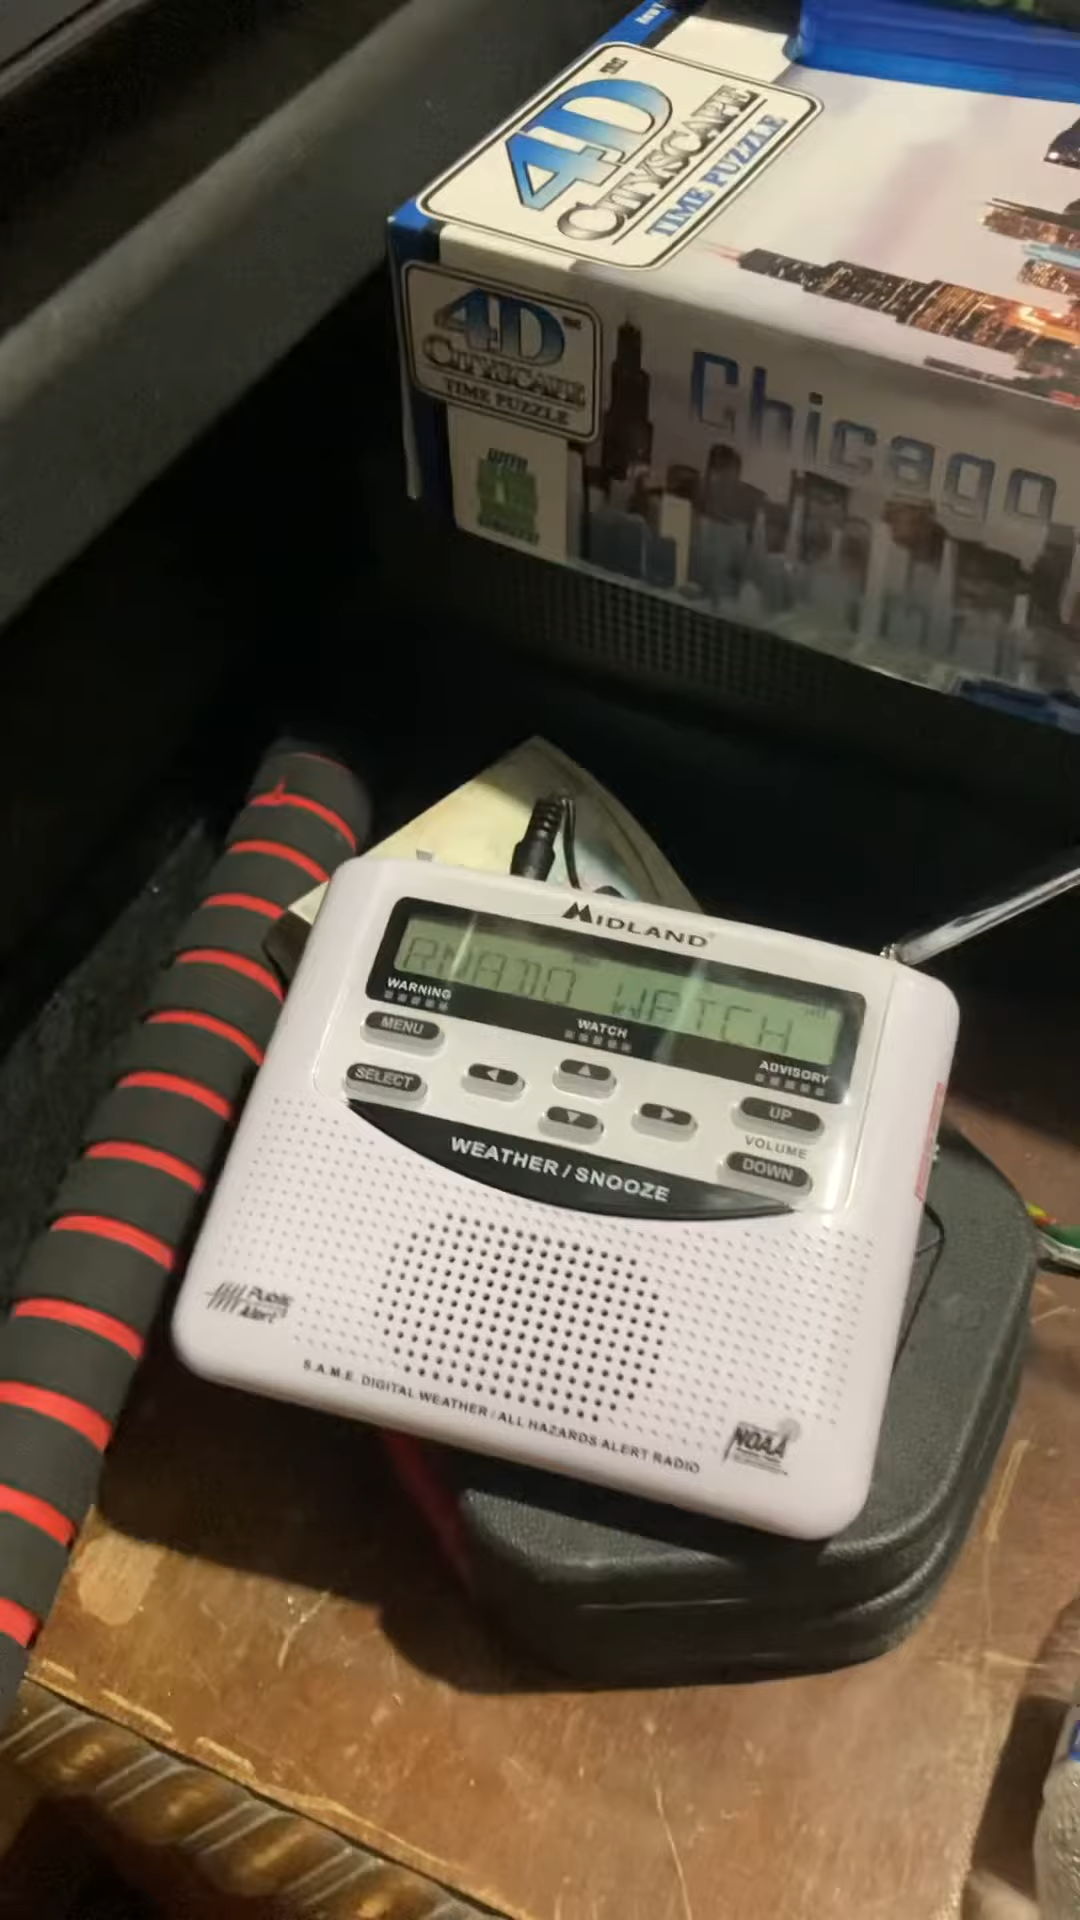 4D
CITYSCAPE
TIME PUZZLE
4D
CITYSCAPE
TIME PUZZLE
Chicago
MIDLAND
WATCH
WARNING
WATCH
ADVISORY
MENU
SELECT
UP
VOLUME
DOWN
WEATHER / SNOOZE
Public
Alert
S.A.M.E. DIGITAL WEATHER / ALL HAZARDS ALERT RADIO
NOAA